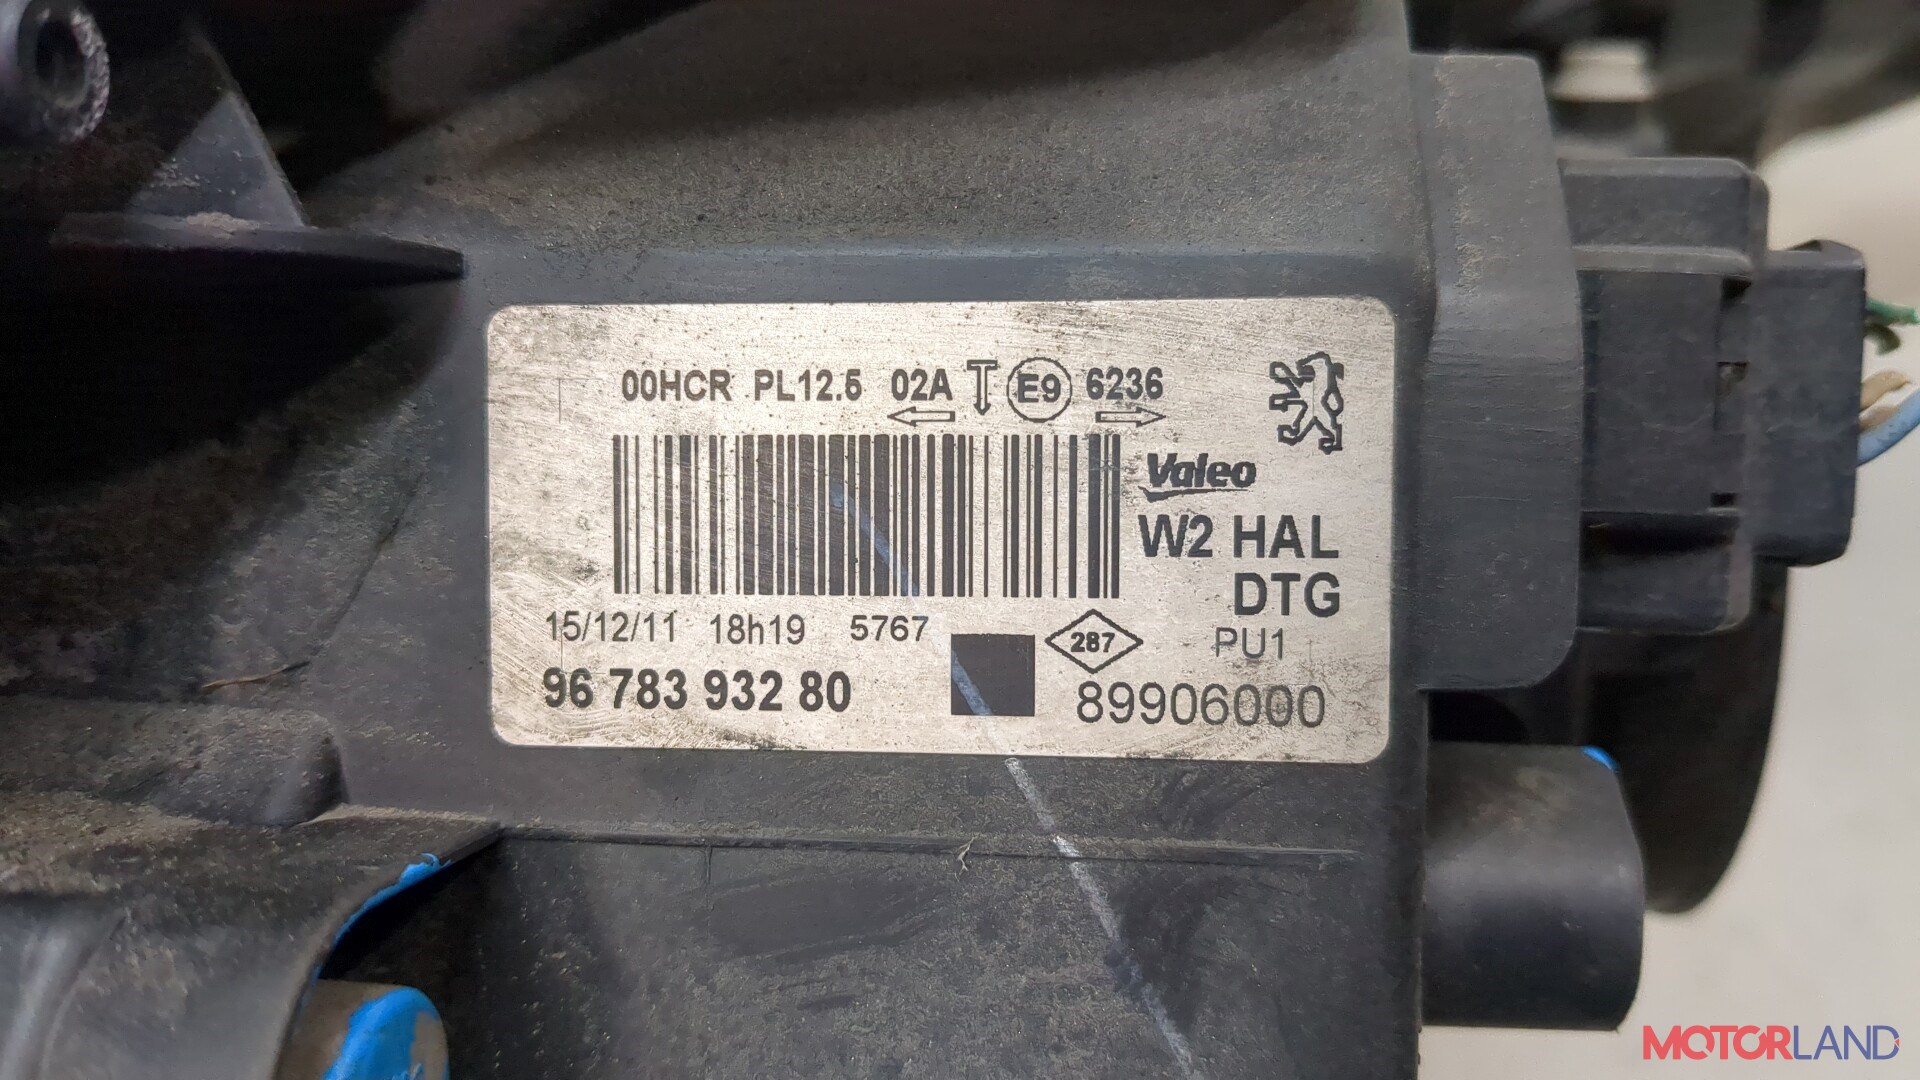 00HCR PL12.5 02A E9 6236
Valeo
W2 HAL
DTG
15/12/11 18h19 5767 287 PU1
96 783 932 80 89906000
MOTORLAND